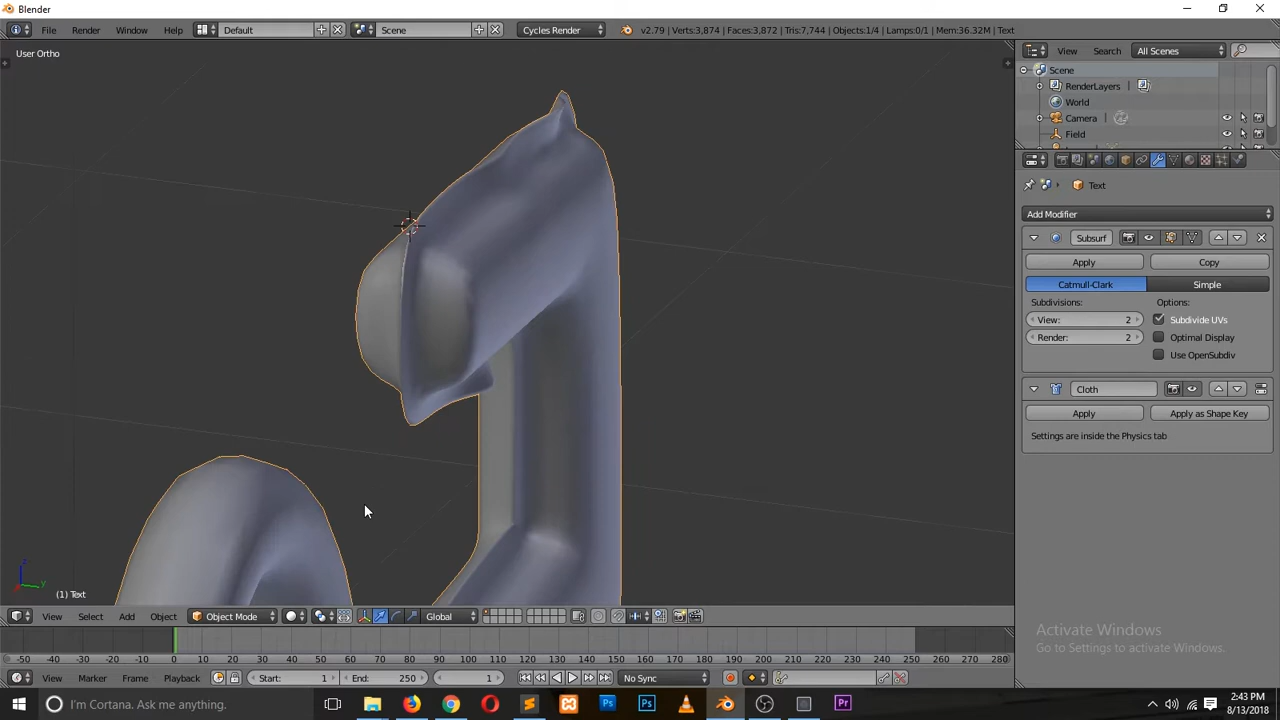 Blender
File Render Window Help Default Scene Cycles Render v2.79 | Verts:3,874 | Faces:3,872 | Tris:7,744 | Objects:1/4 | Lamps:0/1 | Mem:36.32M | Text
User Ortho
View Search All Scenes
Scene
RenderLayers
World
Camera
Field
Text
Add Modifier
Subsurf
Apply Copy
Catmull-Clark Simple
Subdivisions: Options:
View: 2 Subdivide UVs
Render: 2 Optimal Display
Use OpenSubdiv
Cloth
Apply Apply as Shape Key
Settings are inside the Physics tab
z
y
(1) Text
View Select Add Object Object Mode Global
-50 -40 -30 -20 -10 0 10 20 30 40 50 60 70 80 90 100 110 120 130 140 150 160 170 180 190 200 210 220 230 240 250 260 270 280
View Marker Frame Playback Start: 1 End: 250 1 No Sync
Activate Windows
Go to Settings to activate Windows.
I'm Cortana. Ask me anything.
Ps Ps Pr
2:43 PM
8/13/2018